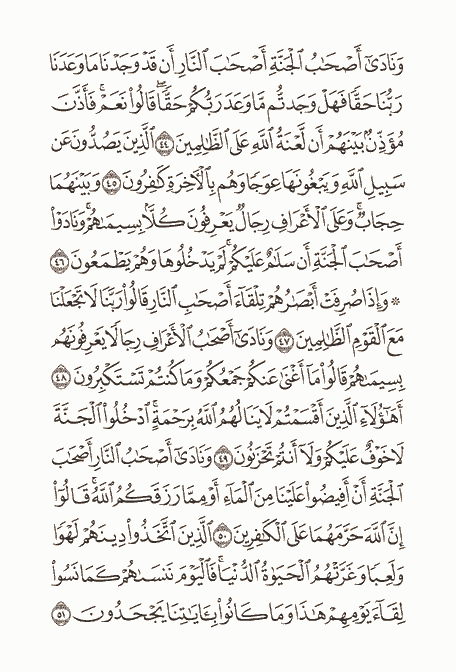 وَنَادَىٰٓ أَصْحَٰبُ ٱلْجَنَّةِ أَصْحَٰبَ ٱلنَّارِ أَن قَدْ وَجَدْنَا مَا وَعَدَنَا
رَبُّنَا حَقًّا فَهَلْ وَجَدتُّم مَّا وَعَدَ رَبُّكُمْ حَقًّا ۖ قَالُوا۟ نَعَمْ ۚ فَأَذَّنَ
مُؤَذِّنٌۢ بَيْنَهُمْ أَن لَّعْنَةُ ٱللَّهِ عَلَى ٱلظَّٰلِمِينَ ٤٤ ٱلَّذِينَ يَصُدُّونَ عَن
سَبِيلِ ٱللَّهِ وَيَبْغُونَهَا عِوَجًا وَهُم بِٱلْءَاخِرَةِ كَٰفِرُونَ ٤٥ وَبَيْنَهُمَا
حِجَابٌ ۚ وَعَلَى ٱلْأَعْرَافِ رِجَالٌ يَعْرِفُونَ كُلًّۢا بِسِيمَىٰهُمْ ۚ وَنَادَوْا۟
أَصْحَٰبَ ٱلْجَنَّةِ أَن سَلَٰمٌ عَلَيْكُمْ ۚ لَمْ يَدْخُلُوهَا وَهُمْ يَطْمَعُونَ ٤٦
۞ وَإِذَا صُرِفَتْ أَبْصَٰرُهُمْ تِلْقَآءَ أَصْحَٰبِ ٱلنَّارِ قَالُوا۟ رَبَّنَا لَا تَجْعَلْنَا
مَعَ ٱلْقَوْمِ ٱلظَّٰلِمِينَ ٤٧ وَنَادَىٰٓ أَصْحَٰبُ ٱلْأَعْرَافِ رِجَالًا يَعْرِفُونَهُم
بِسِيمَىٰهُمْ قَالُوا۟ مَآ أَغْنَىٰ عَنكُمْ جَمْعُكُمْ وَمَا كُنتُمْ تَسْتَكْبِرُونَ ٤٨
أَهَٰٓؤُلَآءِ ٱلَّذِينَ أَقْسَمْتُمْ لَا يَنَالُهُمُ ٱللَّهُ بِرَحْمَةٍ ۚ ٱدْخُلُوا۟ ٱلْجَنَّةَ
لَا خَوْفٌ عَلَيْكُمْ وَلَآ أَنتُمْ تَحْزَنُونَ ٤٩ وَنَادَىٰٓ أَصْحَٰبُ ٱلنَّارِ أَصْحَٰبَ
ٱلْجَنَّةِ أَنْ أَفِيضُوا۟ عَلَيْنَا مِنَ ٱلْمَآءِ أَوْ مِمَّا رَزَقَكُمُ ٱللَّهُ ۚ قَالُوٓا۟
إِنَّ ٱللَّهَ حَرَّمَهُمَا عَلَى ٱلْكَٰفِرِينَ ٥٠ ٱلَّذِينَ ٱتَّخَذُوا۟ دِينَهُمْ لَهْوًا
وَلَعِبًا وَغَرَّتْهُمُ ٱلْحَيَوٰةُ ٱلدُّنْيَا ۚ فَٱلْيَوْمَ نَنسَىٰهُمْ كَمَا نَسُوا۟
لِقَآءَ يَوْمِهِمْ هَٰذَا وَمَا كَانُوا۟ بِـَٔايَٰتِنَا يَجْحَدُونَ ٥١